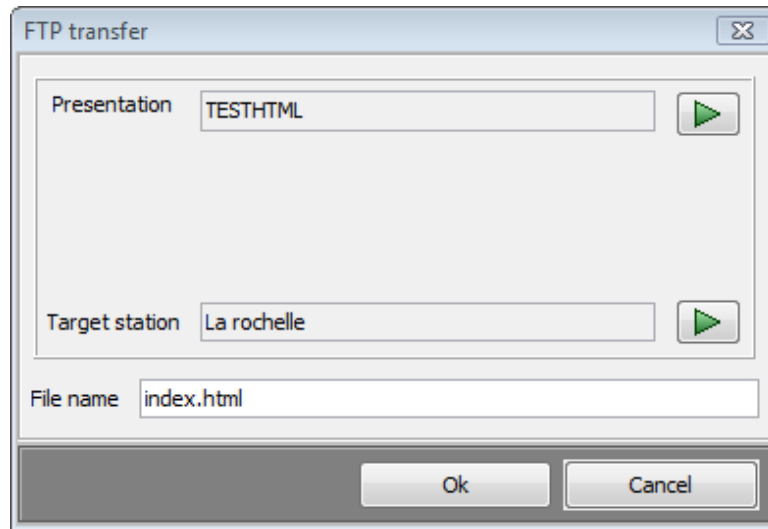 FTP transfer
Presentation TESTHTML
Target station La rochelle
File name index.html
Ok Cancel